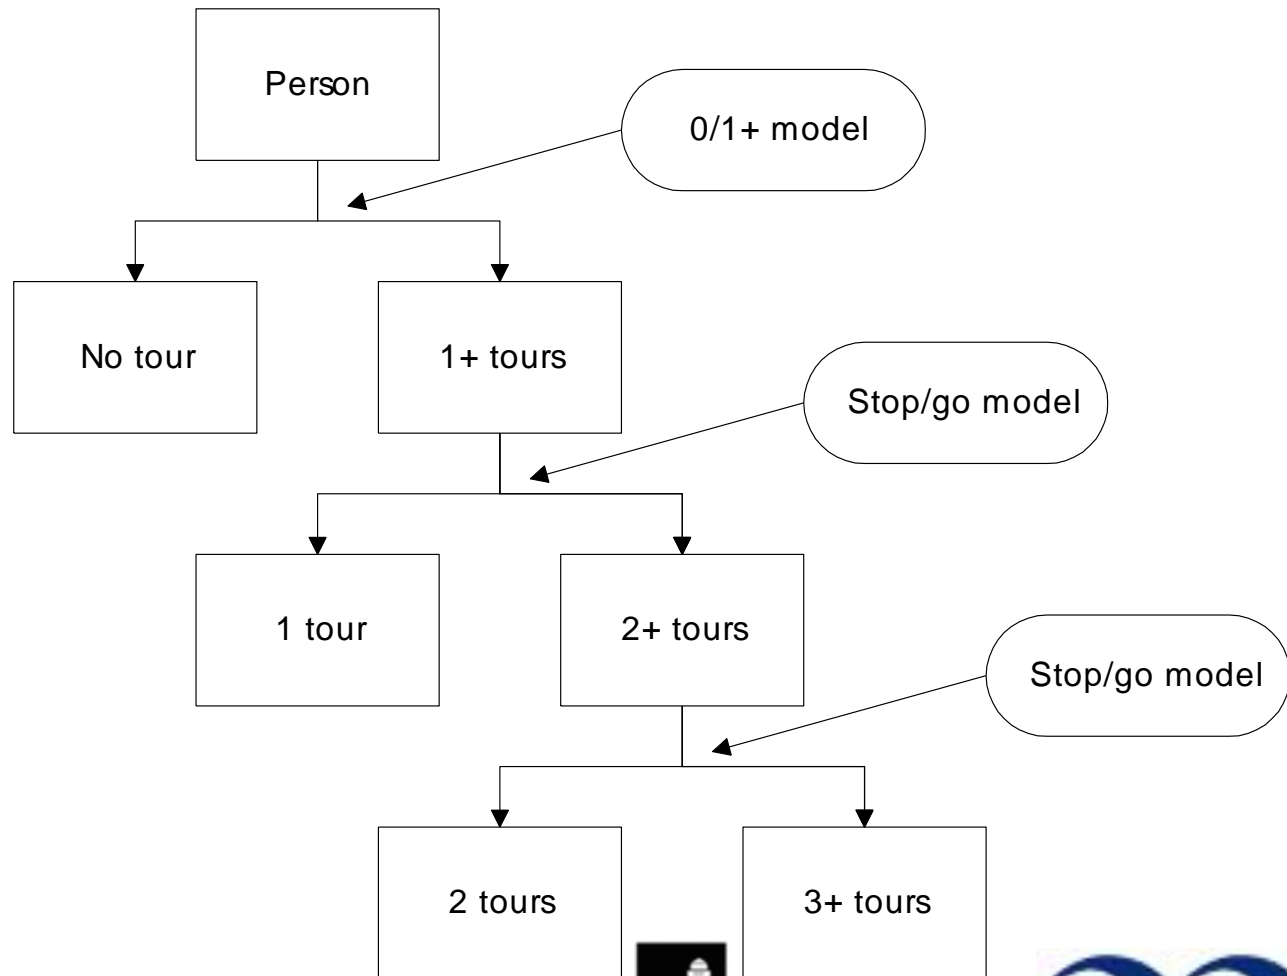 Person
0/1+ model
No tour
1+ tours
Stop/go model
1 tour
2+ tours
Stop/go model
2 tours
3+ tours